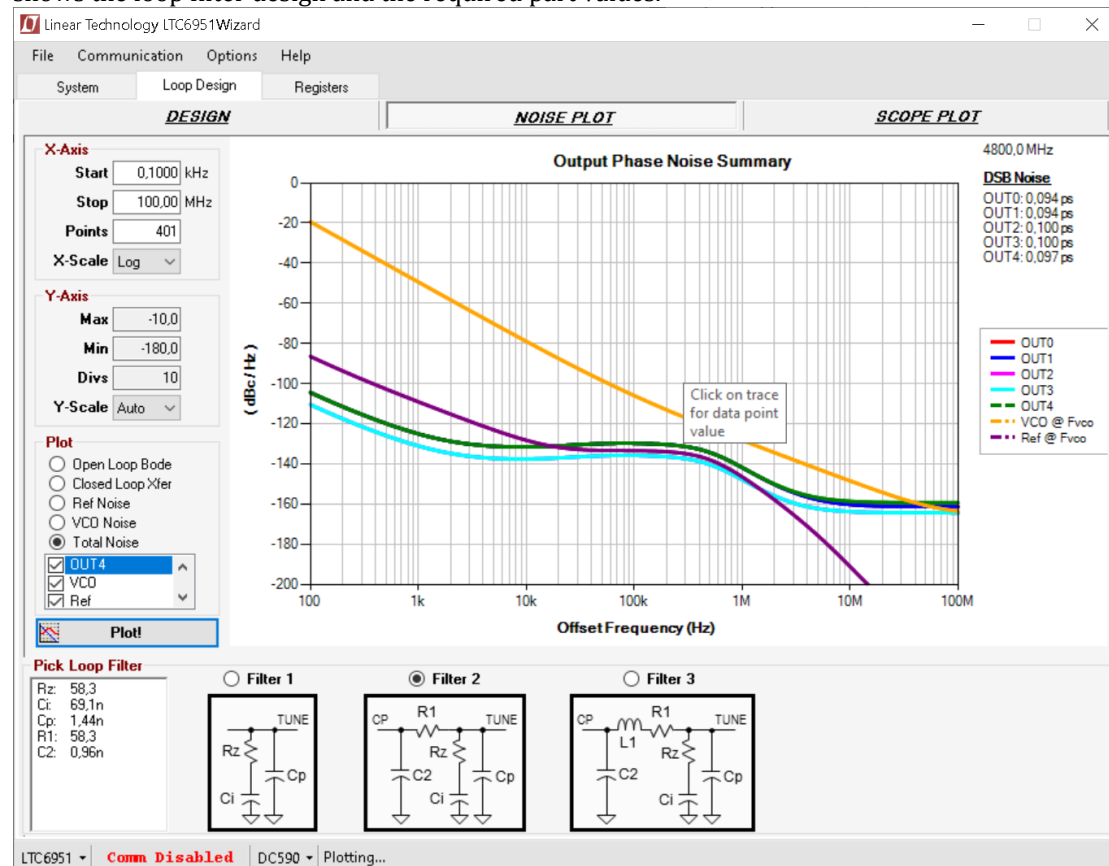 shows the loop filter design and the required part values.
Linear Technology LTC6951Wizard
File Communication Options Help
System Loop Design Registers
DESIGN NOISE PLOT SCOPE PLOT
X-Axis
Start 0,1000 kHz
Stop 100,00 MHz
Points 401
X-Scale Log
Y-Axis
Max -10,0
Min -180,0
Divs 10
Y-Scale Auto
Plot
Open Loop Bode
Closed Loop Xfer
Ref Noise
VCO Noise
Total Noise
OUT4
VCO
Ref
Plot!
Output Phase Noise Summary
0
-20
-40
-60
-80
-100
-120
-140
-160
-180
-200
( dBc / Hz )
100 1k 10k 100k 1M 10M 100M
Offset Frequency (Hz)
Click on trace
for data point
value
4800,0 MHz
DSB Noise
OUT0: 0,094 ps
OUT1: 0,094 ps
OUT2: 0,100 ps
OUT3: 0,100 ps
OUT4: 0,097 ps
OUT0
OUT1
OUT2
OUT3
OUT4
VCO @ Fvco
Ref @ Fvco
Pick Loop Filter
Rz: 58,3
Ci: 69,1n
Cp: 1,44n
R1: 58,3
C2: 0,96n
Filter 1
TUNE
Rz
Cp
Ci
Filter 2
CP R1 TUNE
Rz
C2 Cp
Ci
Filter 3
CP R1 TUNE
L1
Rz
C2 Cp
Ci
LTC6951 Comm Disabled DC590 Plotting...